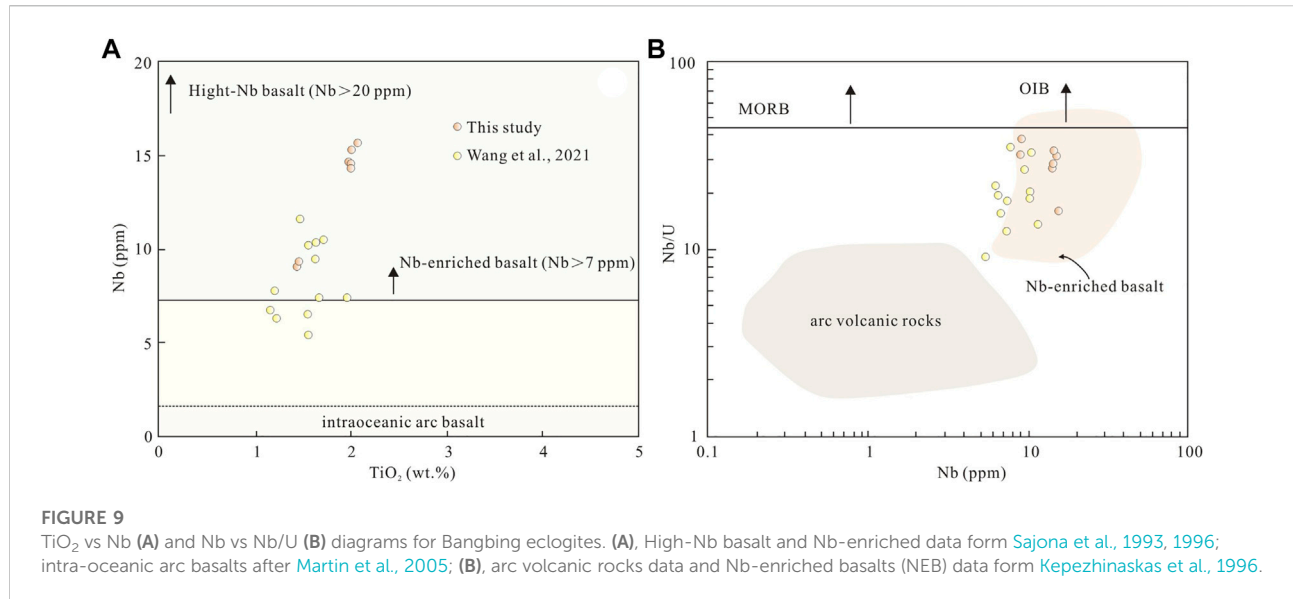 A
20
15
10
5
0
Nb (ppm)
Hight-Nb basalt (Nb>20 ppm)
This study
Wang et al., 2021
Nb-enriched basalt (Nb>7 ppm)
intraoceanic arc basalt
0 1 2 3 4 5
TiO2 (wt.%)
B
100
10
1
Nb/U
MORB
OIB
Nb-enriched basalt
arc volcanic rocks
0.1 1 10 100
Nb (ppm)
FIGURE 9
TiO2 vs Nb (A) and Nb vs Nb/U (B) diagrams for Bangbing eclogites. (A), High-Nb basalt and Nb-enriched data form Sajona et al., 1993, 1996;
intra-oceanic arc basalts after Martin et al., 2005; (B), arc volcanic rocks data and Nb-enriched basalts (NEB) data form Kepezhinaskas et al., 1996.